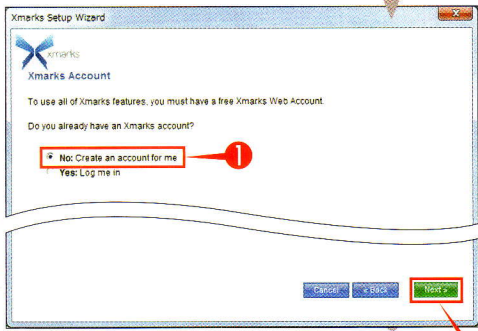 Xmarks Setup Wizard
xmarks
Xmarks Account
To use all of Xmarks features, you must have a free Xmarks Web Account.
Do you already have an Xmarks account?
No: Create an account for me
1
Yes: Log me in
Cancel
« Back
Next »